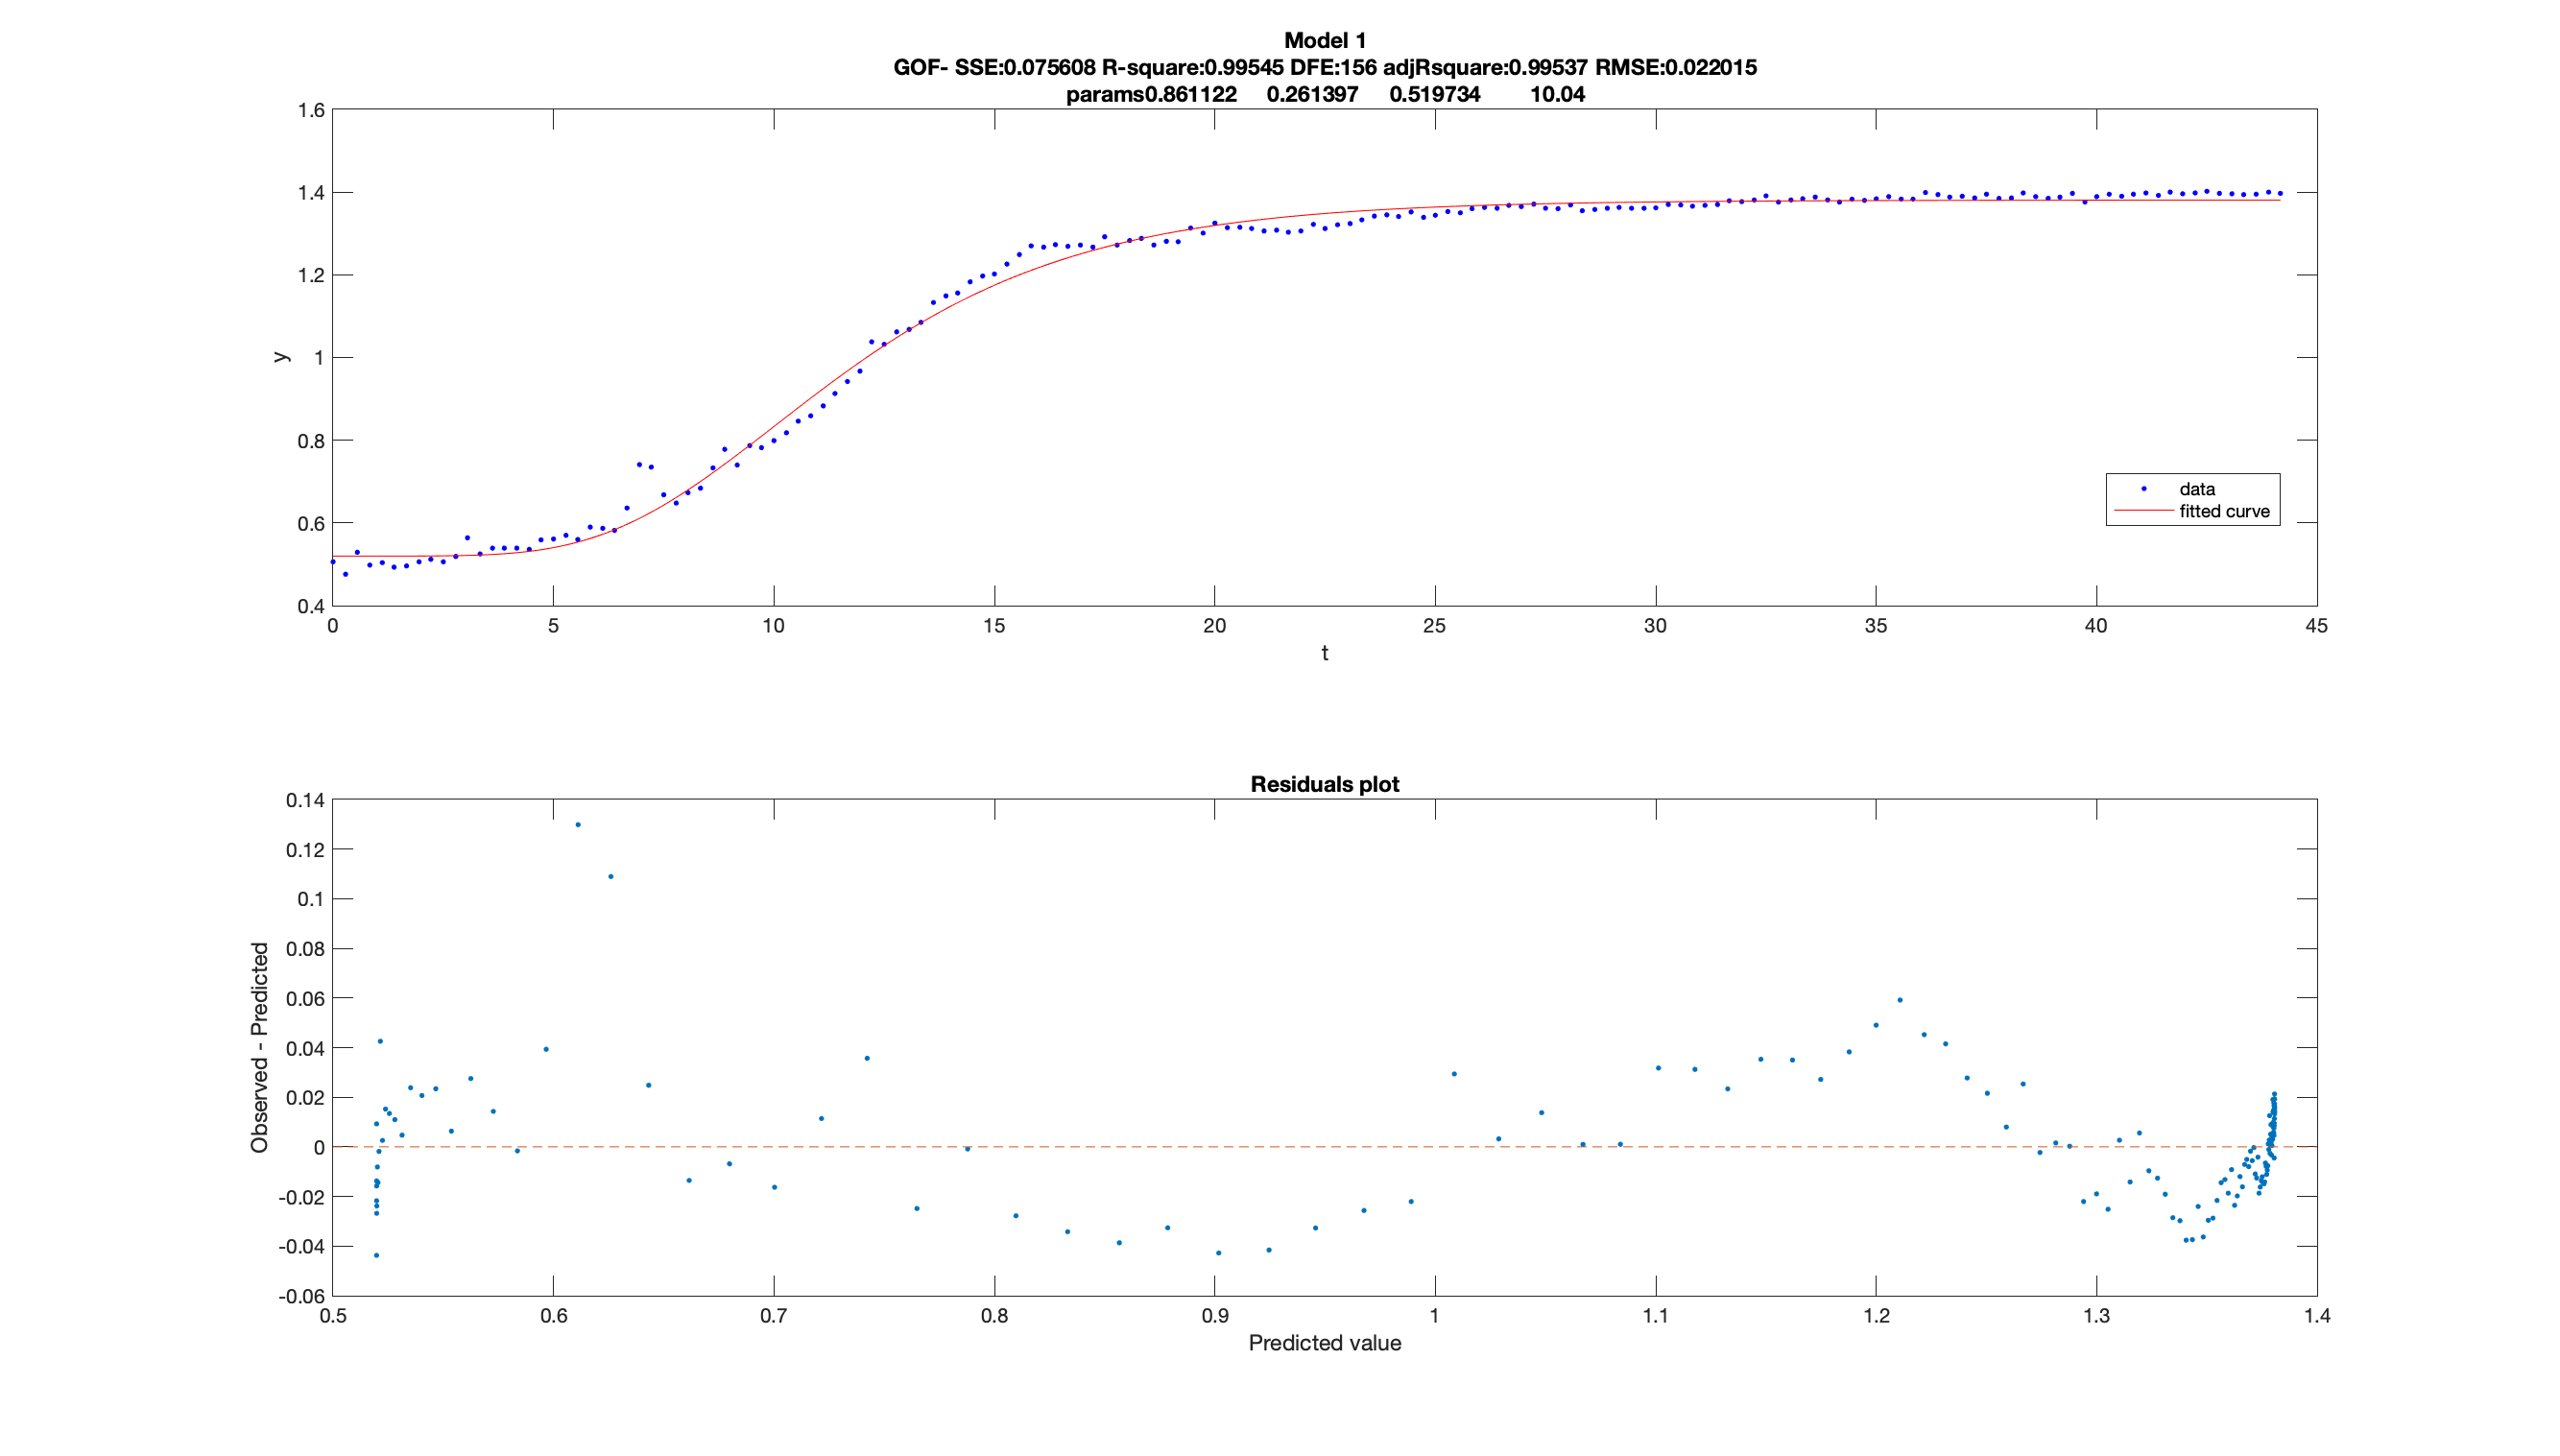 Model 1
GOF- SSE:0.075608 R-square:0.99545 DFE:156 adjRsquare:0.99537 RMSE:0.022015
params0.861122 0.261397 0.519734 10.04
1.6
1.4
1.2
1
0.8
0.6
0.4
y
data
fitted curve
0 5 10 15 20 25 30 35 40 45
t
Residuals plot
0.14
0.12
0.1
0.08
0.06
0.04
0.02
0
-0.02
-0.04
-0.06
Observed - Predicted
0.5 0.6 0.7 0.8 0.9 1 1.1 1.2 1.3 1.4
Predicted value